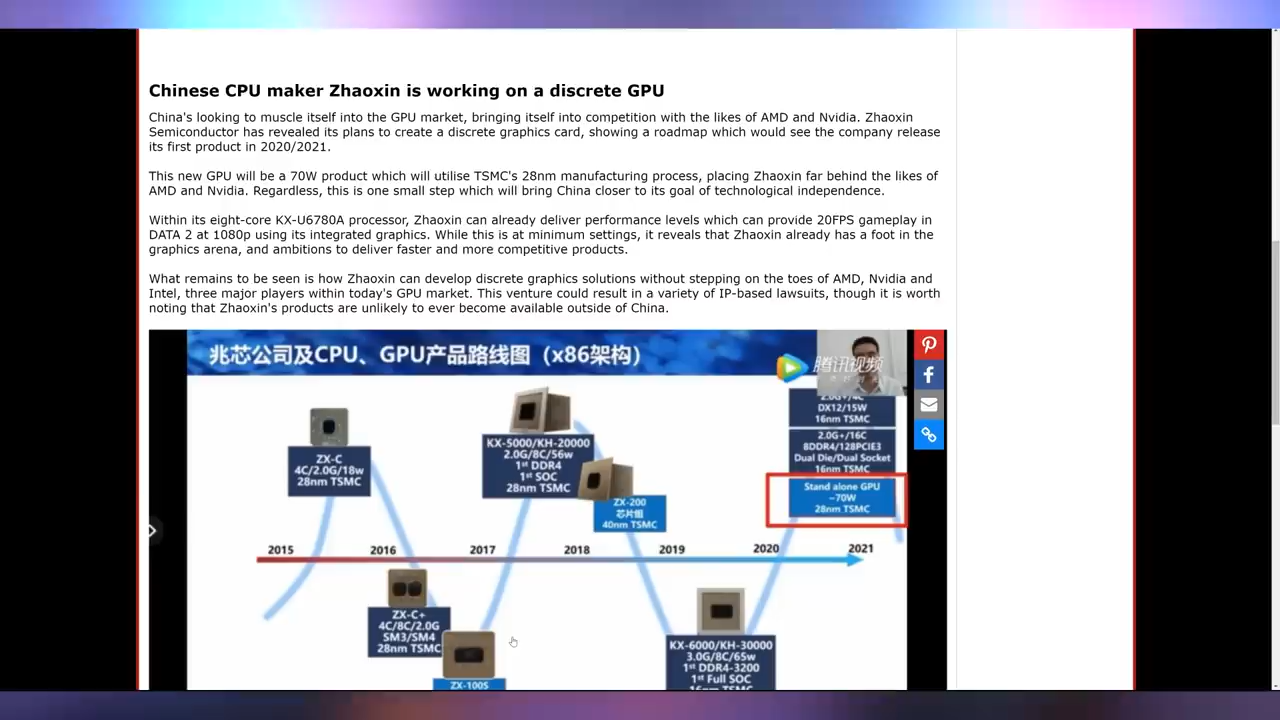 Chinese CPU maker Zhaoxin is working on a discrete GPU
China's looking to muscle itself into the GPU market, bringing itself into competition with the likes of AMD and Nvidia. Zhaoxin
Semiconductor has revealed its plans to create a discrete graphics card, showing a roadmap which would see the company release
its first product in 2020/2021.
This new GPU will be a 70W product which will utilise TSMC's 28nm manufacturing process, placing Zhaoxin far behind the likes of
AMD and Nvidia. Regardless, this is one small step which will bring China closer to its goal of technological independence.
Within its eight-core KX-U6780A processor, Zhaoxin can already deliver performance levels which can provide 20FPS gameplay in
DATA 2 at 1080p using its integrated graphics. While this is at minimum settings, it reveals that Zhaoxin already has a foot in the
graphics arena, and ambitions to deliver faster and more competitive products.
What remains to be seen is how Zhaoxin can develop discrete graphics solutions without stepping on the toes of AMD, Nvidia and
Intel, three major players within today's GPU market. This venture could result in a variety of IP-based lawsuits, though it is worth
noting that Zhaoxin's products are unlikely to ever become available outside of China.
兆芯公司及CPU、GPU产品路线图（x86架构）
腾讯视频
2.0G+/4C
DX12/15W
16nm TSMC
2.0G+/16C
8DDR4/128PCIE3
Dual Die/Dual Socket
16nm TSMC
Stand alone GPU
~70W
28nm TSMC
ZX-C
4C/2.0G/18w
28nm TSMC
KX-5000/KH-20000
2.0G/8C/56w
1st DDR4
1st SOC
28nm TSMC
ZX-200
芯片组
40nm TSMC
2015 2016 2017 2018 2019 2020 2021
ZX-C+
4C/8C/2.0G
SM3/SM4
28nm TSMC
ZX-100S
KX-6000/KH-30000
3.0G/8C/65w
1st DDR4-3200
1st Full SOC
16nm TSMC